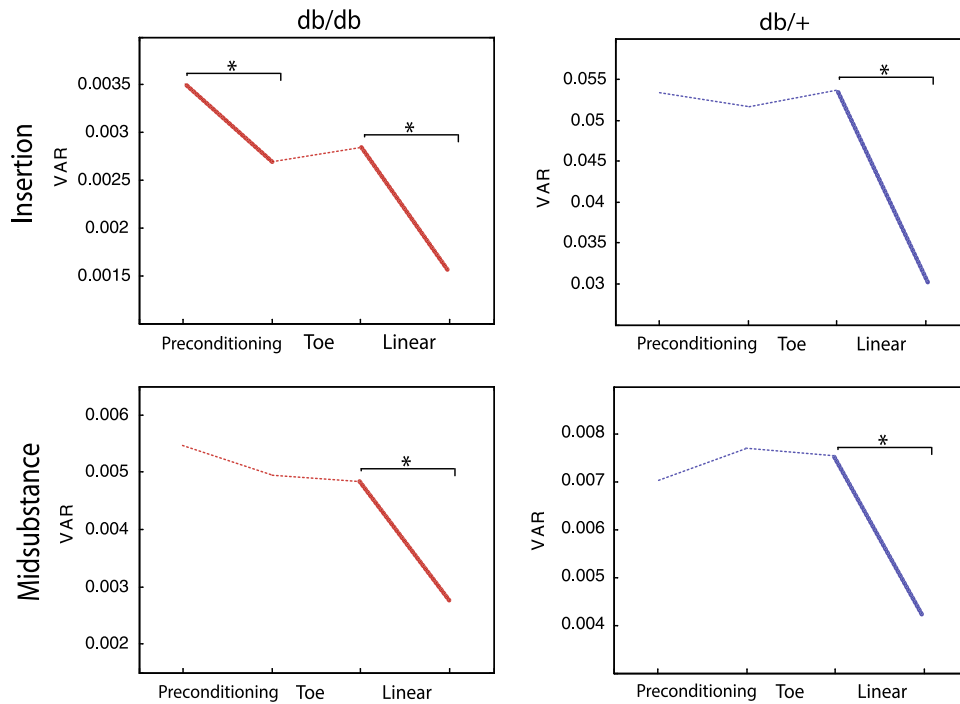 db/db
db/+
Insertion
VAR
0.0035
0.003
0.0025
0.002
0.0015
*
*
Preconditioning Toe Linear
VAR
0.055
0.05
0.045
0.04
0.035
0.03
*
Preconditioning Toe Linear
Midsubstance
VAR
0.006
0.005
0.004
0.003
0.002
*
Preconditioning Toe Linear
VAR
0.008
0.007
0.006
0.005
0.004
*
Preconditioning Toe Linear